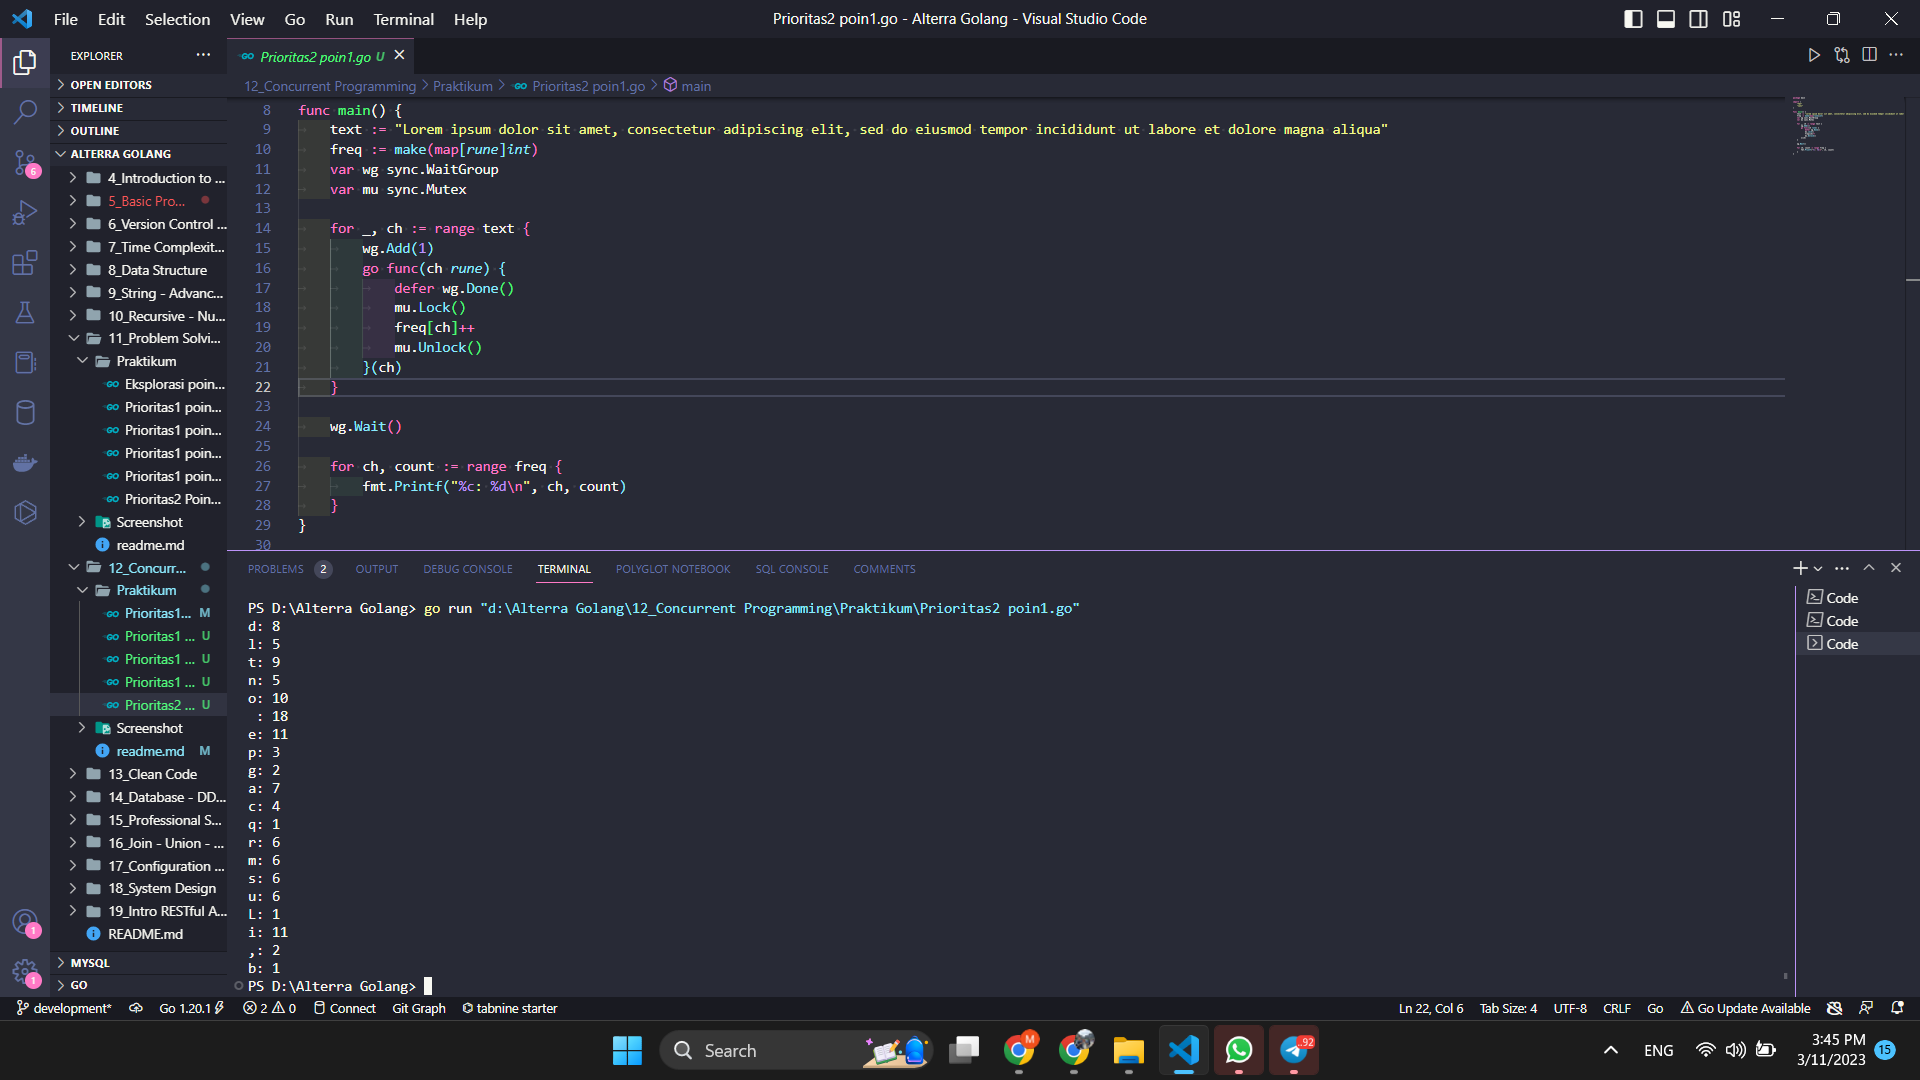 File Edit Selection View Go Run Terminal Help
Prioritas2 poin1.go - Alterra Golang - Visual Studio Code
EXPLORER
OPEN EDITORS
TIMELINE
OUTLINE
ALTERRA GOLANG
4_Introduction to ...
5_Basic Pro...
6_Version Control ...
7_Time Complexit...
8_Data Structure
9_String - Advanc...
10_Recursive - Nu...
11_Problem Solvi...
Praktikum
Eksplorasi poin...
Prioritas1 poin...
Prioritas1 poin...
Prioritas1 poin...
Prioritas1 poin...
Prioritas2 Poin...
Screenshot
readme.md
12_Concurr...
Praktikum
Prioritas1... M
Prioritas1 ... U
Prioritas1 ... U
Prioritas1 ... U
Prioritas2 ... U
Screenshot
readme.md M
13_Clean Code
14_Database - DD...
15_Professional S...
16_Join - Union - ...
17_Configuration ...
18_System Design
19_Intro RESTful A...
README.md
MYSQL
GO
6
1
1
Prioritas2 poin1.go U
12_Concurrent Programming > Praktikum > Prioritas2 poin1.go > main
8 func main() {
9 text := "Lorem ipsum dolor sit amet, consectetur adipiscing elit, sed do eiusmod tempor incididunt ut labore et dolore magna aliqua"
10 freq := make(map[rune]int)
11 var wg sync.WaitGroup
12 var mu sync.Mutex
13
14 for _, ch := range text {
15 wg.Add(1)
16 go func(ch rune) {
17 defer wg.Done()
18 mu.Lock()
19 freq[ch]++
20 mu.Unlock()
21 }(ch)
22 }
23
24 wg.Wait()
25
26 for ch, count := range freq {
27 fmt.Printf("%c: %d\n", ch, count)
28 }
29 }
30
PROBLEMS 2 OUTPUT DEBUG CONSOLE TERMINAL POLYGLOT NOTEBOOK SQL CONSOLE COMMENTS
PS D:\Alterra Golang> go run "d:\Alterra Golang\12_Concurrent Programming\Praktikum\Prioritas2 poin1.go"
d: 8
l: 5
t: 9
n: 5
o: 10
 : 18
e: 11
p: 3
g: 2
a: 7
c: 4
q: 1
r: 6
m: 6
s: 6
u: 6
L: 1
i: 11
,: 2
b: 1
PS D:\Alterra Golang>
Code
Code
Code
development* Go 1.20.1 2 0 Connect Git Graph tabnine starter
Ln 22, Col 6 Tab Size: 4 UTF-8 CRLF Go Go Update Available
Search
M
92
ENG
3:45 PM
3/11/2023
15